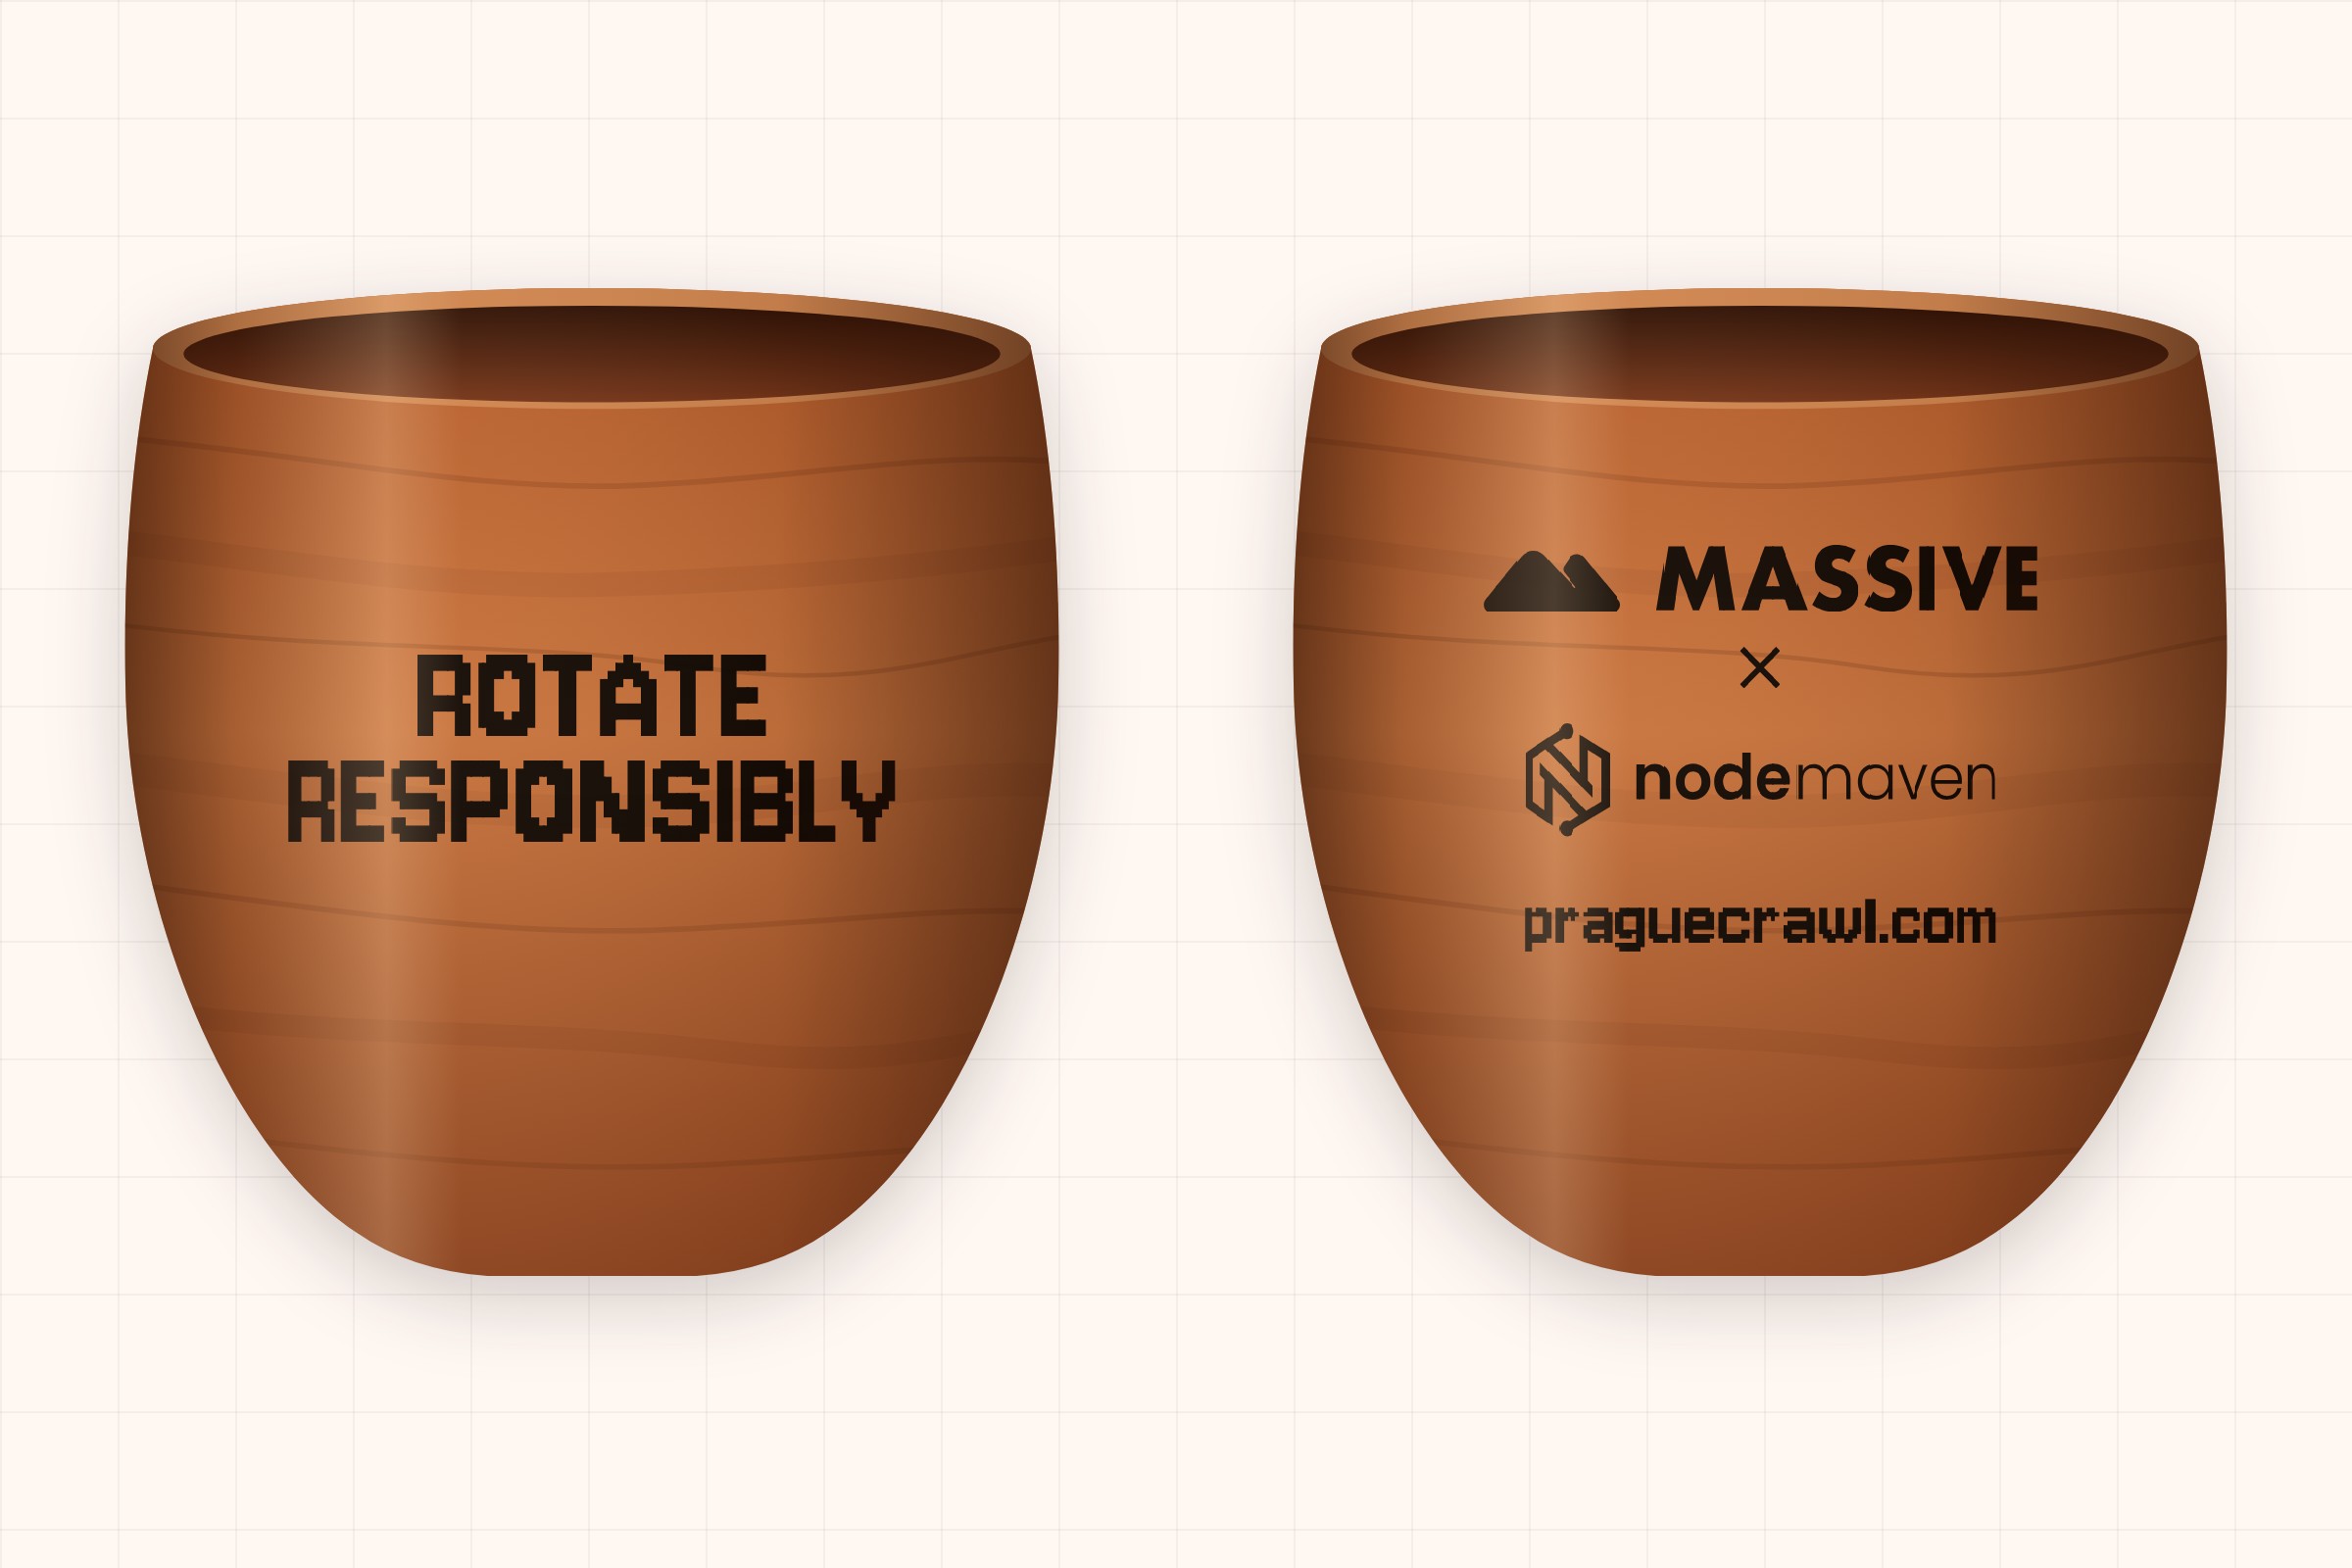 ROTATE
RESPONSIBLY
MASSIVE
×
nodemaven
praguecrawl.com